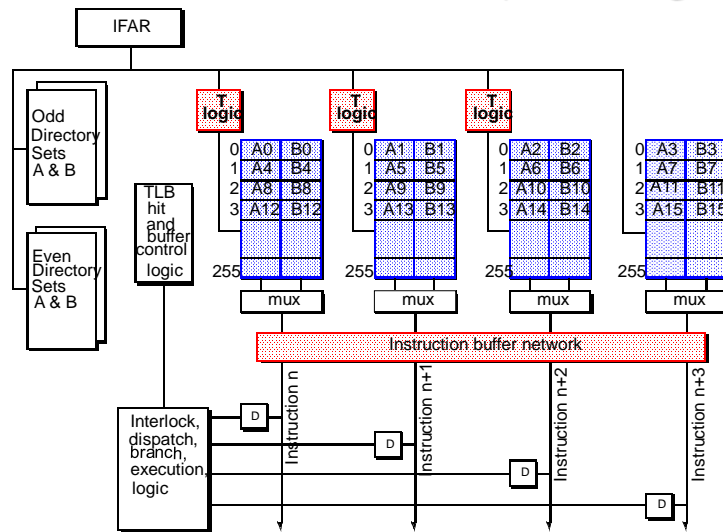 IFAR
T
logic
T
logic
T
logic
Odd
Directory
Sets
A & B
0 A0 B0
1 A4 B4
2 A8 B8
3 A12 B12
255
0 A1 B1
1 A5 B5
2 A9 B9
3 A13 B13
255
0 A2 B2
1 A6 B6
2 A10 B10
3 A14 B14
255
0 A3 B3
1 A7 B7
2 A11 B11
3 A15 B15
255
TLB
hit
and
buffer
control
logic
Even
Directory
Sets
A & B
mux
mux
mux
mux
Instruction buffer network
Instruction n
Instruction n+1
Instruction n+2
Instruction n+3
Interlock,
dispatch,
branch,
execution,
logic
D
D
D
D